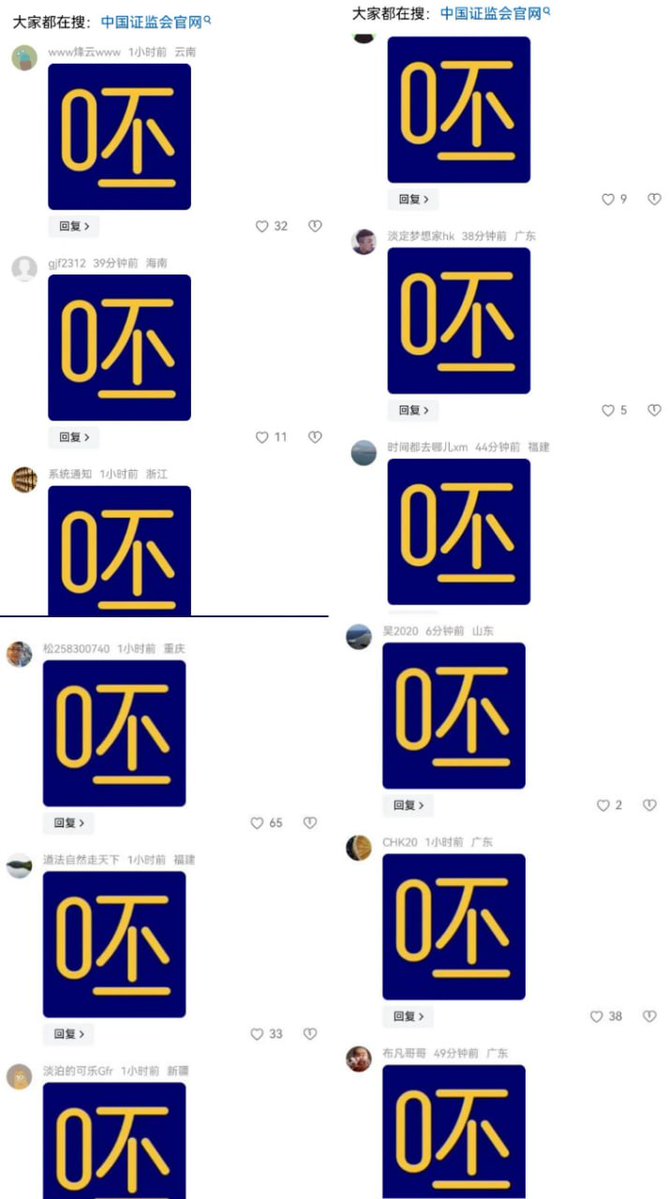 大家都在搜：中国证监会官网
www烽云www 1小时前 云南
呸
回复 >
32
gjf2312 39分钟前 海南
呸
回复 >
11
系統通知 1小时前 浙江
呸
大家都在搜：中国证监会官网
呸
回复 >
9
淡定梦想家hk 38分钟前 广东
呸
回复 >
5
时间都去哪儿xm 44分钟前 福建
呸
松258300740 1小时前 重庆
呸
回复 >
65
道法自然走天下 1小时前 福建
呸
回复 >
33
淡泊的可乐Gfr 1小时前 新疆
呸
吴2020 6分钟前 山东
呸
回复 >
2
CHK20 1小时前 广东
呸
回复 >
38
布凡哥哥 49分钟前 广东
呸